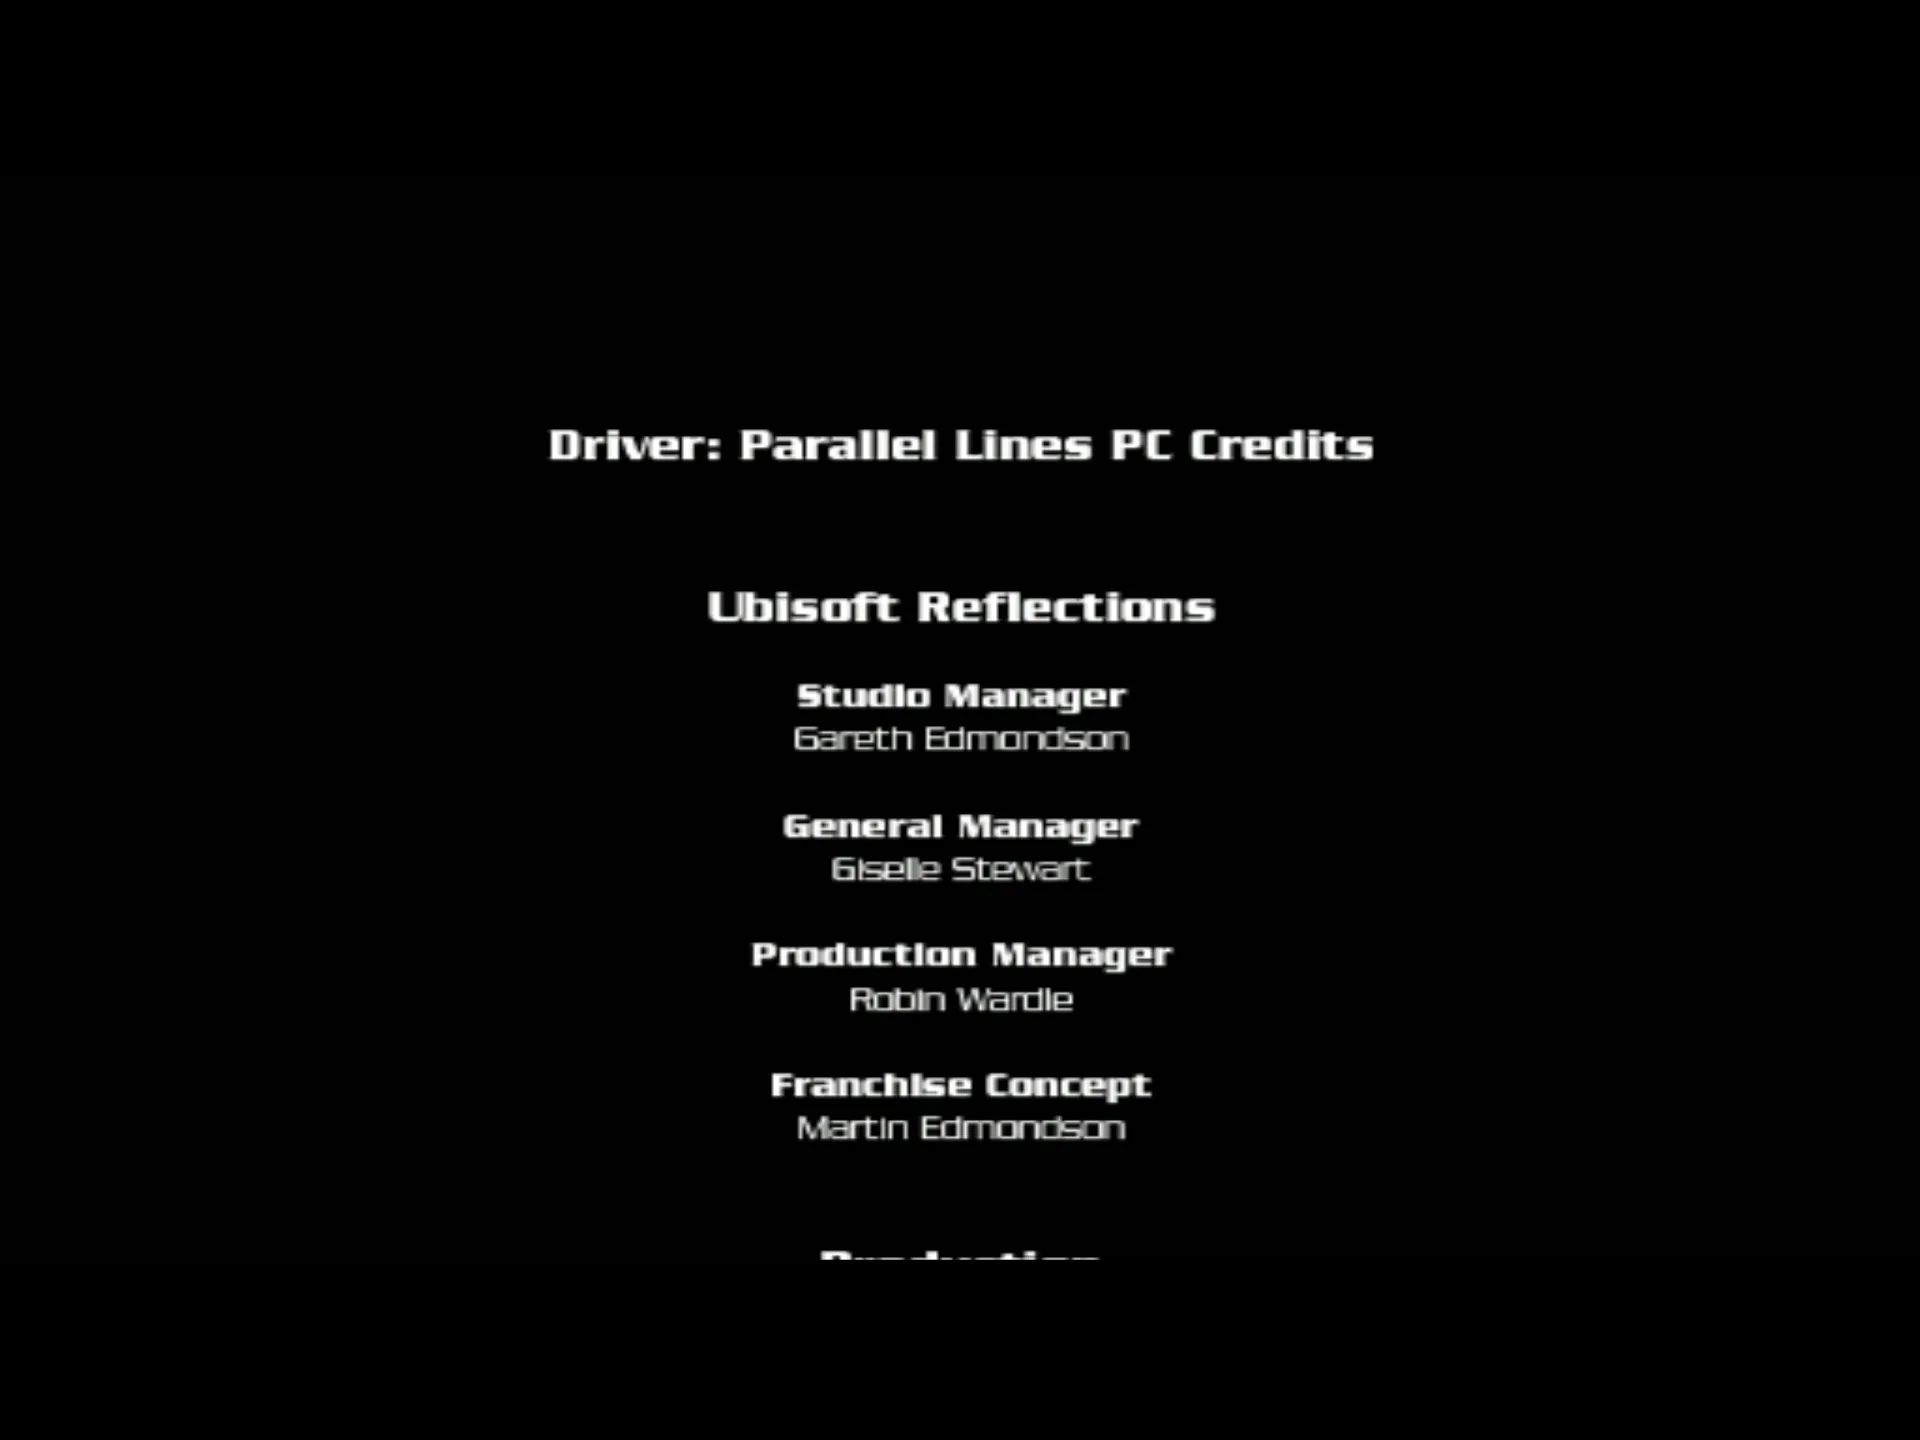 Driver: Parallel Lines PC Credits
Ubisoft Reflections
Studio Manager
Gareth Edmondson
General Manager
Giselle Stewart
Production Manager
Robin Wardle
Franchise Concept
Martin Edmondson
Production